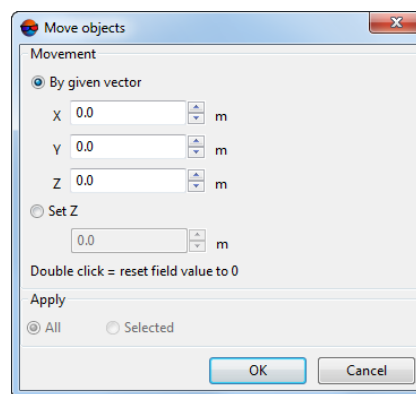 Move objects
Movement
By given vector
X 0.0 m
Y 0.0 m
Z 0.0 m
Set Z
0.0 m
Double click = reset field value to 0
Apply
All Selected
OK Cancel